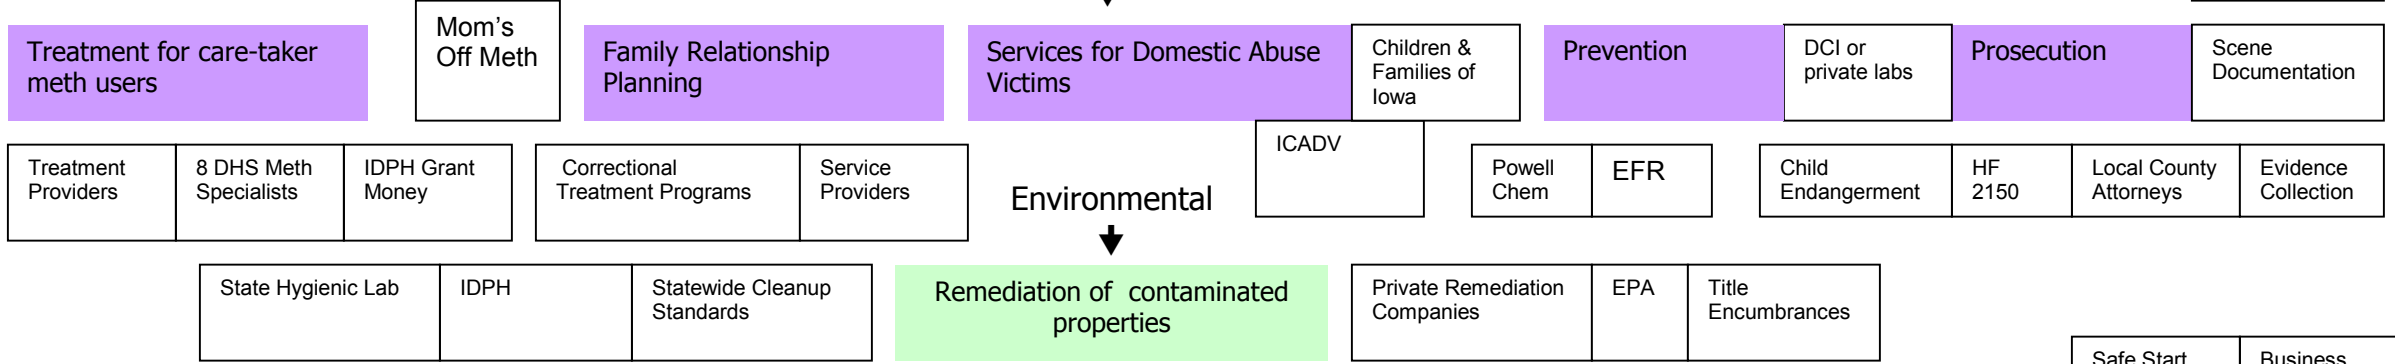 Treatment for care-taker
meth users
Mom's
Off Meth
Family Relationship
Planning
Services for Domestic Abuse
Victims
Children &
Families of
Iowa
Prevention
DCI or
private labs
Prosecution
Scene
Documentation
Treatment
Providers
8 DHS Meth
Specialists
IDPH Grant
Money
Correctional
Treatment Programs
Service
Providers
Environmental
ICADV
Powell
Chem
EFR
Child
Endangerment
HF
2150
Local County
Attorneys
Evidence
Collection
State Hygienic Lab
IDPH
Statewide Cleanup
Standards
Remediation of contaminated
properties
Private Remediation
Companies
EPA
Title
Encumbrances
Safe Start
Business